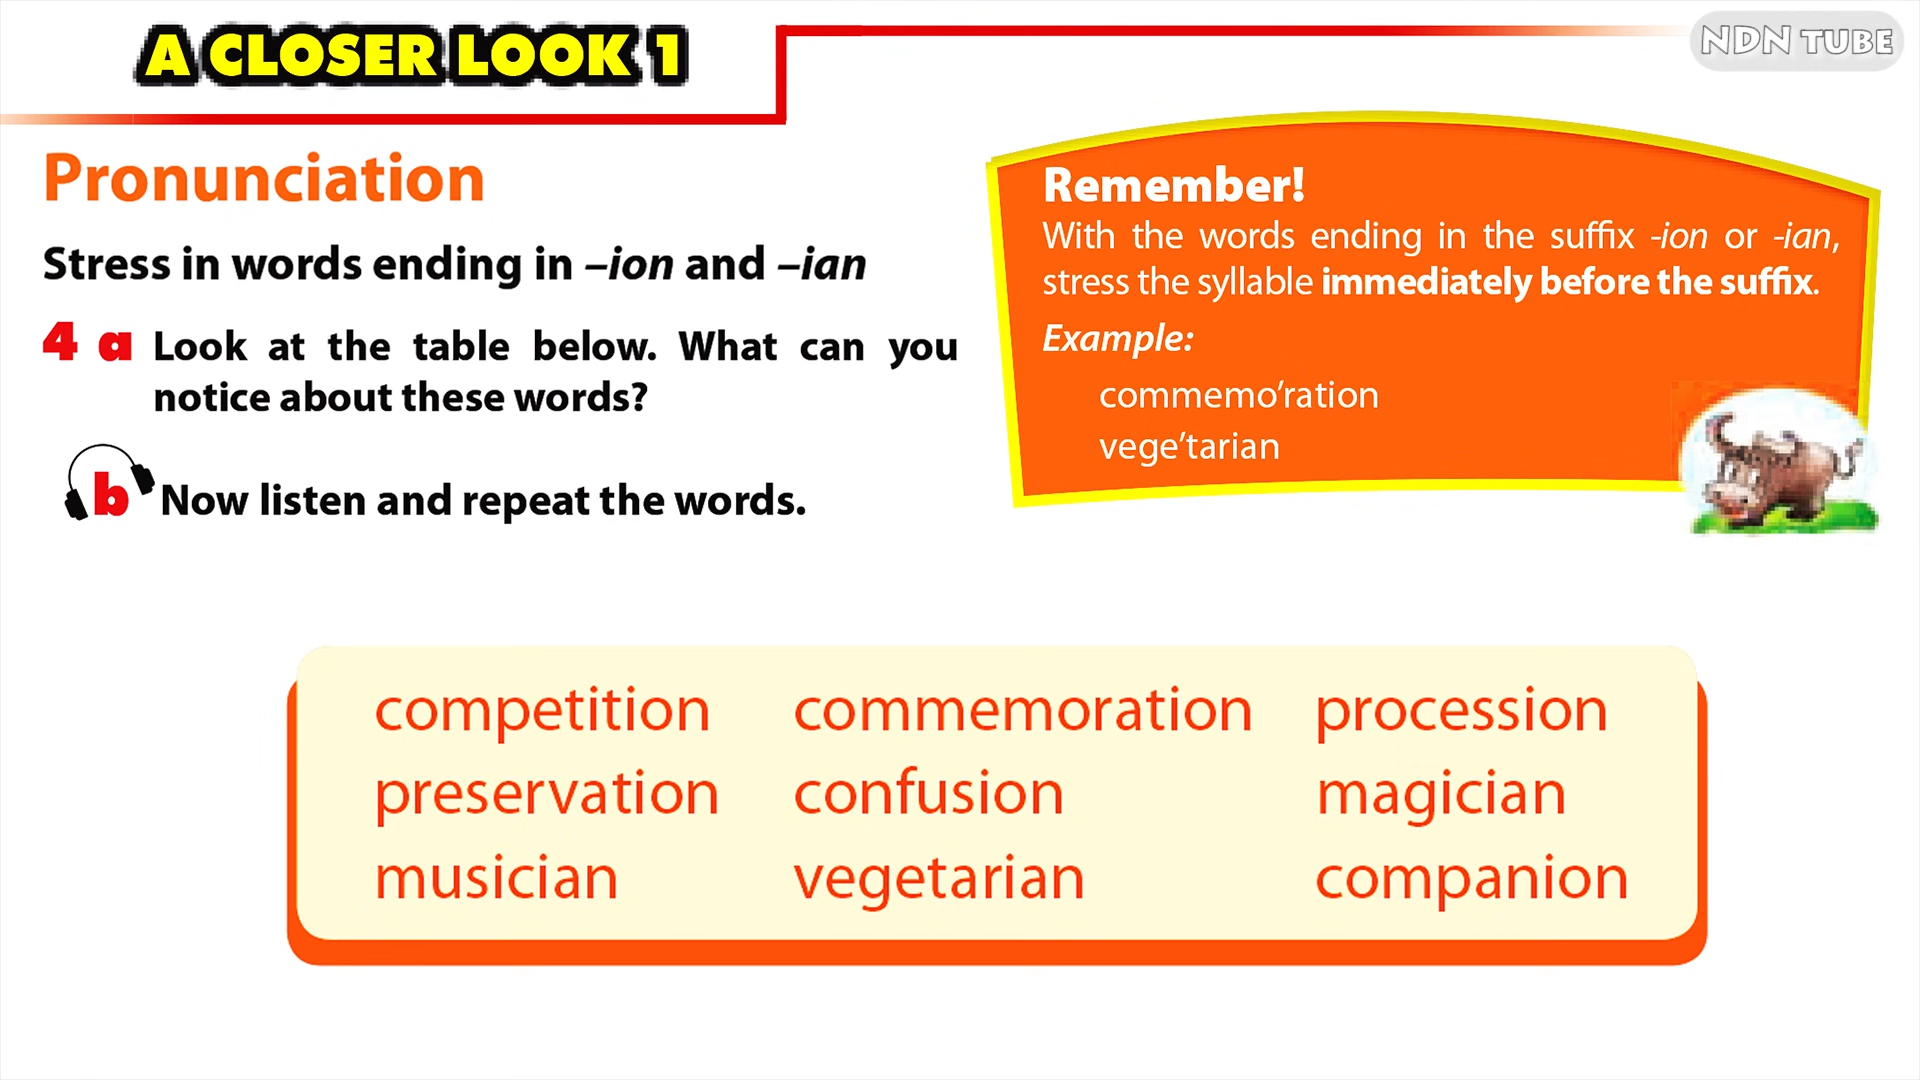 A CLOSER LOOK 1
NDN TUBE
Pronunciation
Stress in words ending in –ion and –ian
4 a Look at the table below. What can you
notice about these words?
b Now listen and repeat the words.
Remember!
With the words ending in the suffix -ion or -ian,
stress the syllable immediately before the suffix.
Example:
commemo’ration
vege’tarian
competition commemoration procession
preservation confusion magician
musician vegetarian companion